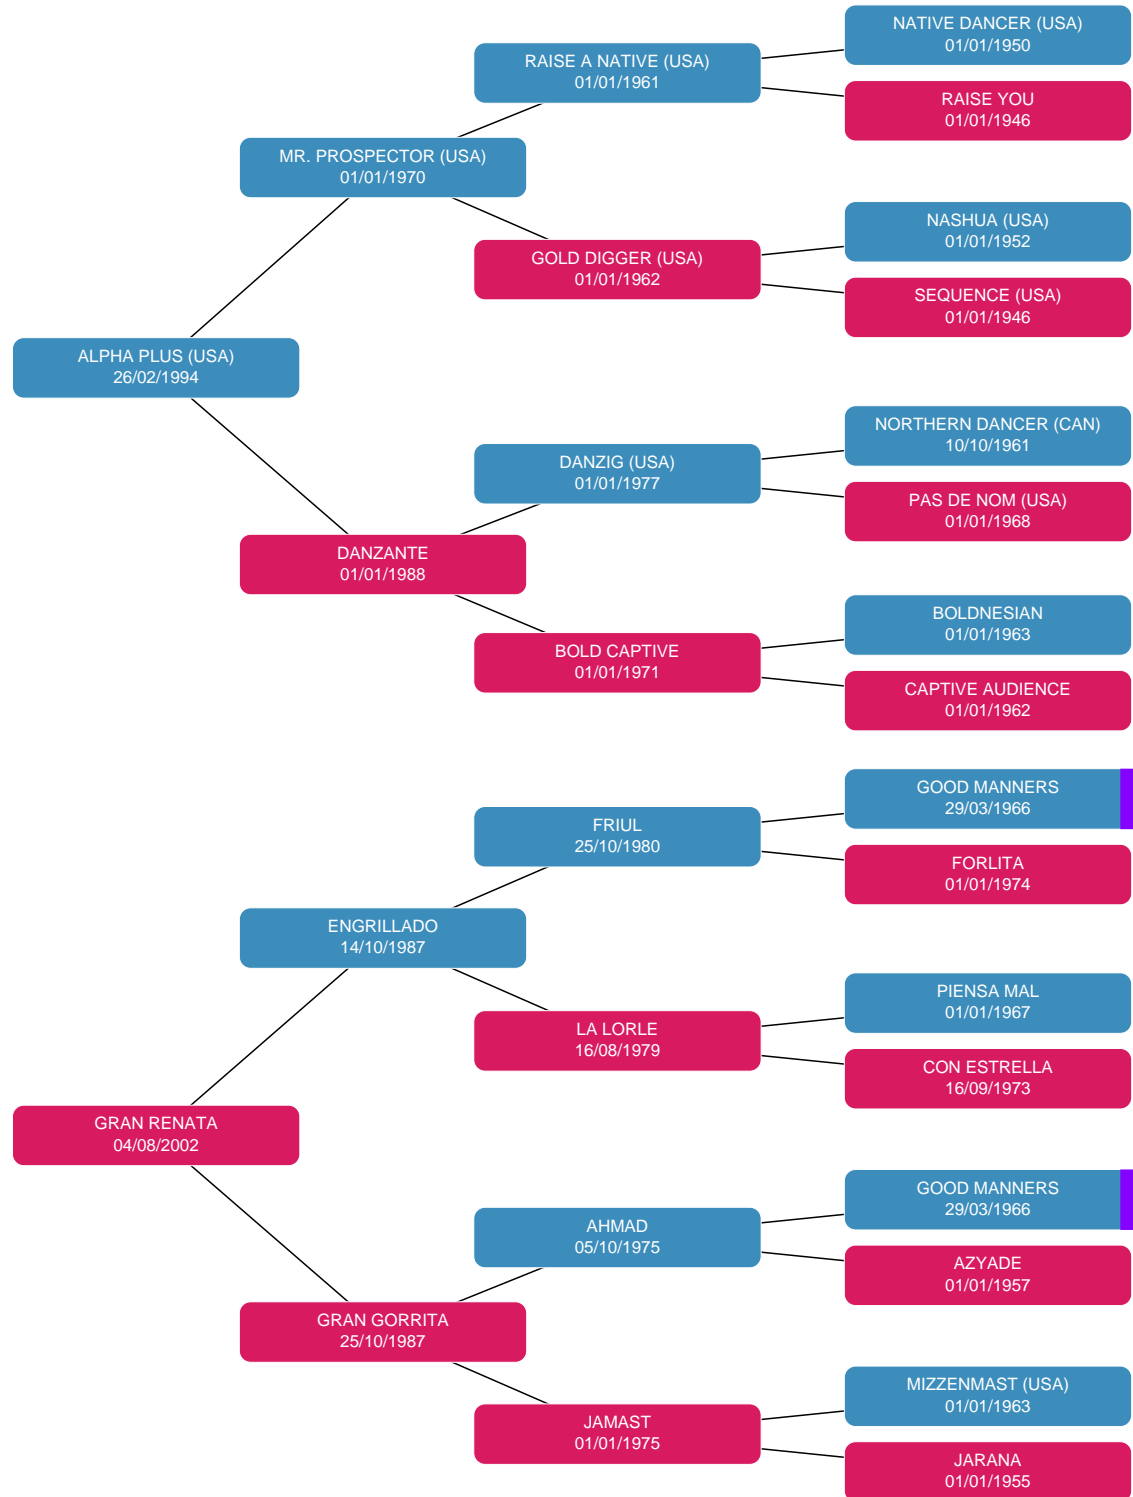 NATIVE DANCER (USA)
01/01/1950
RAISE A NATIVE (USA)
01/01/1961
RAISE YOU
01/01/1946
MR. PROSPECTOR (USA)
01/01/1970
NASHUA (USA)
01/01/1952
GOLD DIGGER (USA)
01/01/1962
SEQUENCE (USA)
01/01/1946
ALPHA PLUS (USA)
26/02/1994
NORTHERN DANCER (CAN)
10/10/1961
DANZIG (USA)
01/01/1977
PAS DE NOM (USA)
01/01/1968
DANZANTE
01/01/1988
BOLDNESIAN
01/01/1963
BOLD CAPTIVE
01/01/1971
CAPTIVE AUDIENCE
01/01/1962
GOOD MANNERS
29/03/1966
FRIUL
25/10/1980
FORLITA
01/01/1974
ENGRILLADO
14/10/1987
PIENSA MAL
01/01/1967
LA LORLE
16/08/1979
CON ESTRELLA
16/09/1973
GRAN RENATA
04/08/2002
GOOD MANNERS
29/03/1966
AHMAD
05/10/1975
AZYADE
01/01/1957
GRAN GORRITA
25/10/1987
MIZZENMAST (USA)
01/01/1963
JAMAST
01/01/1975
JARANA
01/01/1955